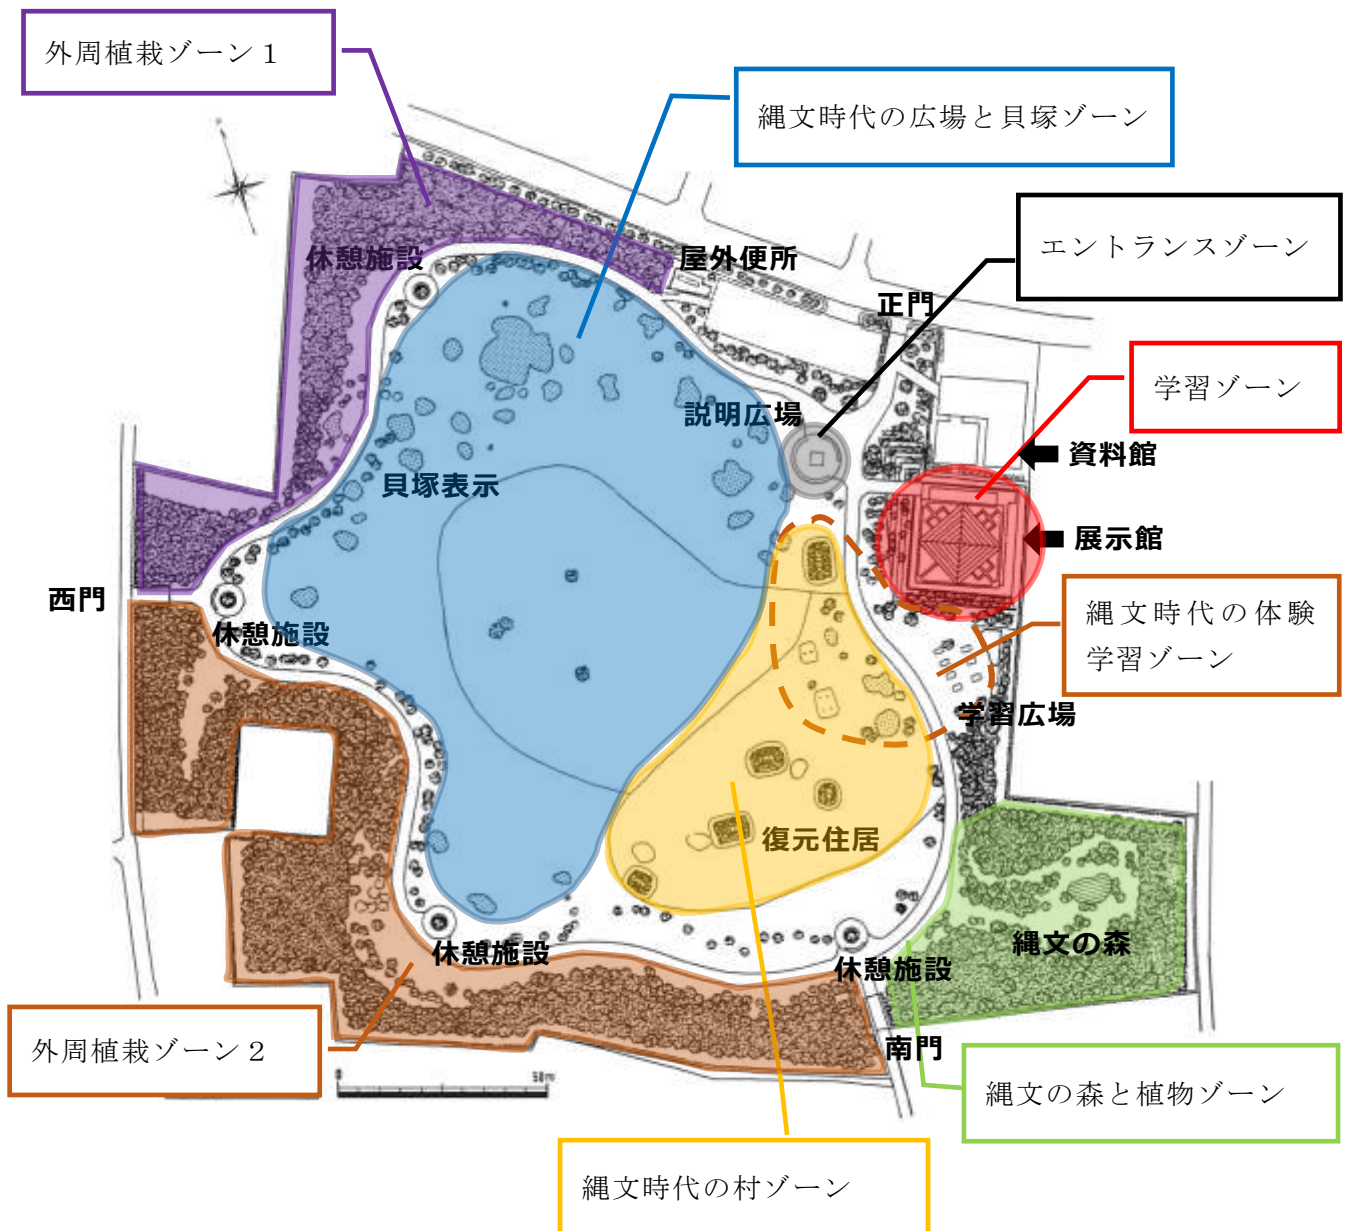 外周植栽ゾーン１
縄文時代の広場と貝塚ゾーン
エントランスゾーン
休憩施設
屋外便所
正門
学習ゾーン
説明広場
資料館
貝塚表示
展示館
西門
休憩施設
縄文時代の体験
学習ゾーン
学習広場
復元住居
縄文の森
休憩施設
休憩施設
外周植栽ゾーン２
南門
0
50m
縄文の森と植物ゾーン
縄文時代の村ゾーン